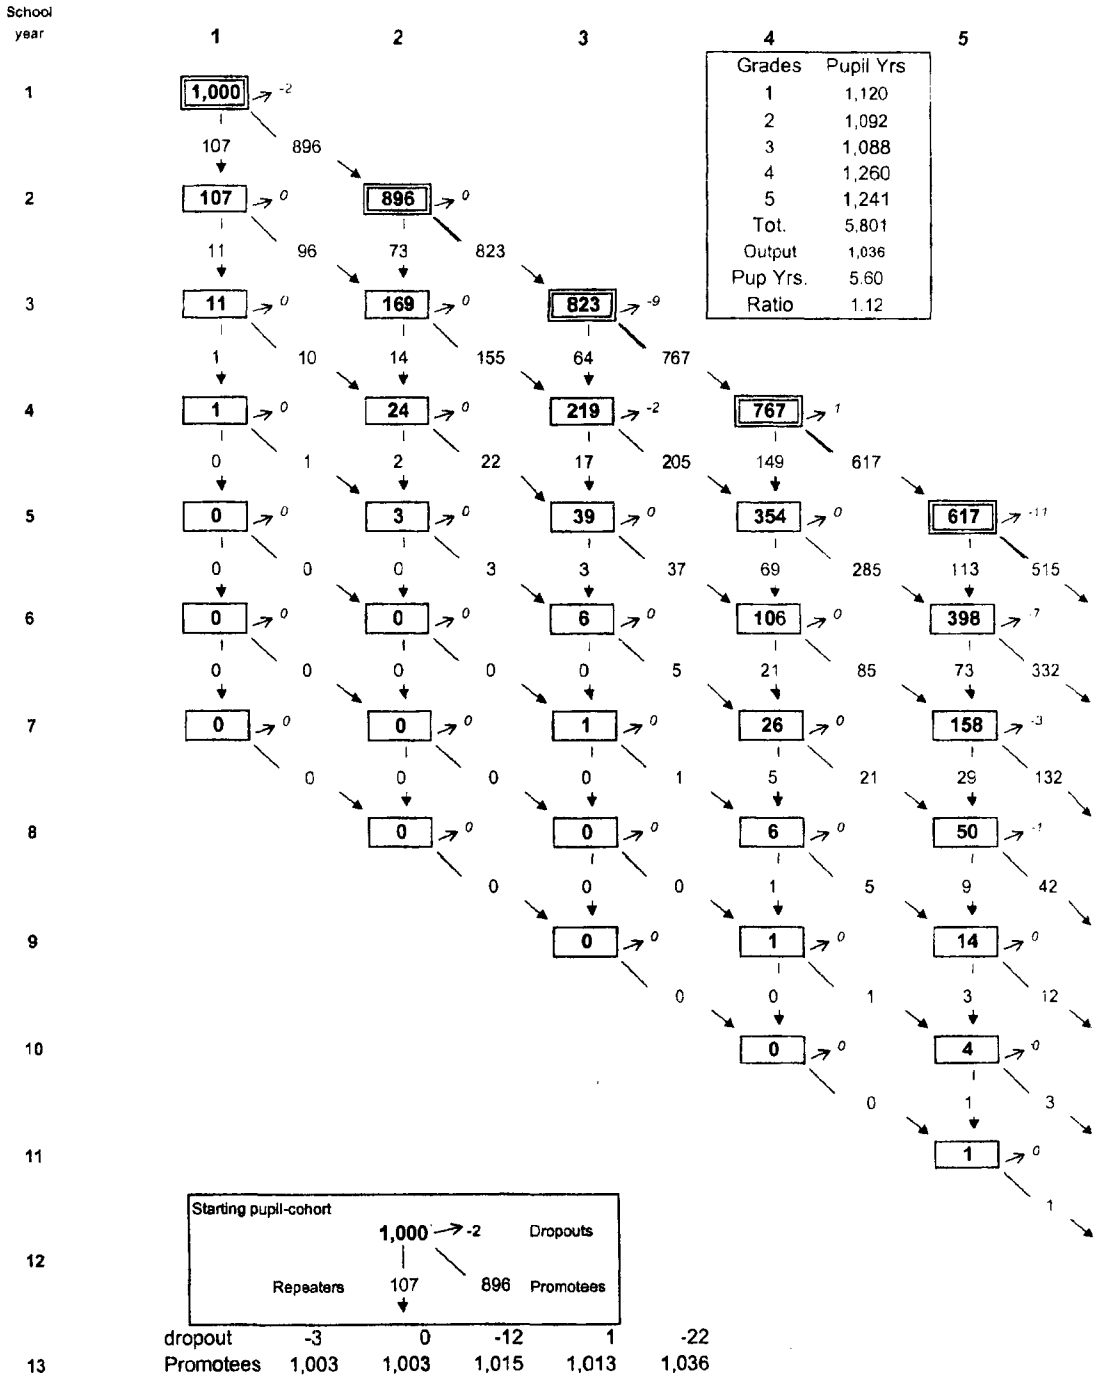 School
year 1 2 3 4 5
Grades Pupil Yrs
1 1,000 -2 1 1,120
2 1,092
107 896 3 1,088
4 1,260
2 107 0 896 0 5 1,241
Tot. 5,801
11 96 73 823 Output 1,036
Pup Yrs. 5.60
3 11 0 169 0 823 -9 Ratio 1.12
1 10 14 155 64 767
4 1 0 24 0 219 -2 767 1
0 1 2 22 17 205 149 617
5 0 0 3 0 39 0 354 0 617 -11
0 0 0 3 3 37 69 285 113 515
6 0 0 0 0 6 0 106 0 398 -7
0 0 0 0 0 5 21 85 73 332
7 0 0 0 0 1 0 26 0 158 -3
0 0 0 0 1 5 21 29 132
8 0 0 0 0 6 0 50 -1
0 0 0 1 5 9 42
9 0 0 1 0 14 0
0 0 1 3 12
10 0 0 4 0
0 1 3
11 1 0
1
Starting pupil-cohort
1,000 -2 Dropouts
12
Repeaters 107 896 Promotees
dropout -3 0 -12 1 -22
13 Promotees 1,003 1,003 1,015 1,013 1,036